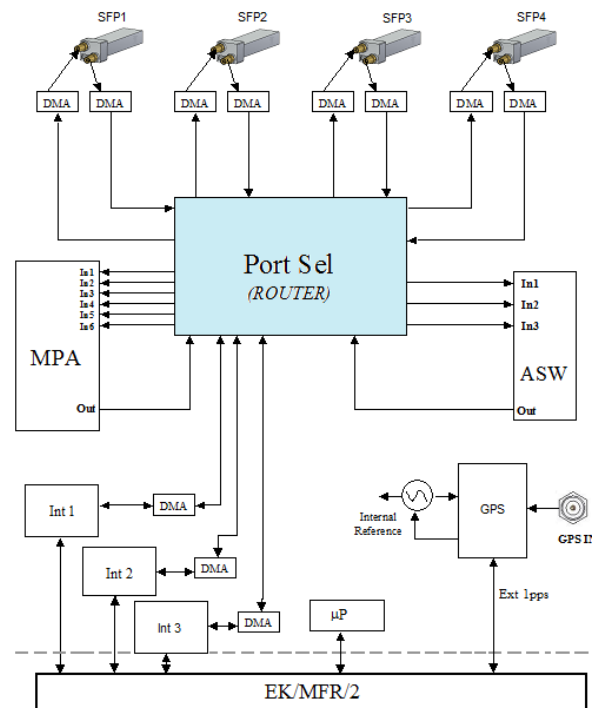 SFP1 SFP2 SFP3 SFP4
DMA DMA DMA DMA DMA DMA DMA DMA
Port Sel
(ROUTER)
In1
In2
In3
In4
In5
In6
MPA
Out
In1
In2
In3
ASW
Out
Int 1
DMA
Int 2
DMA
Int 3
DMA
µP
Internal
Reference
GPS
GPS IN
Ext 1pps
EK/MFR/2